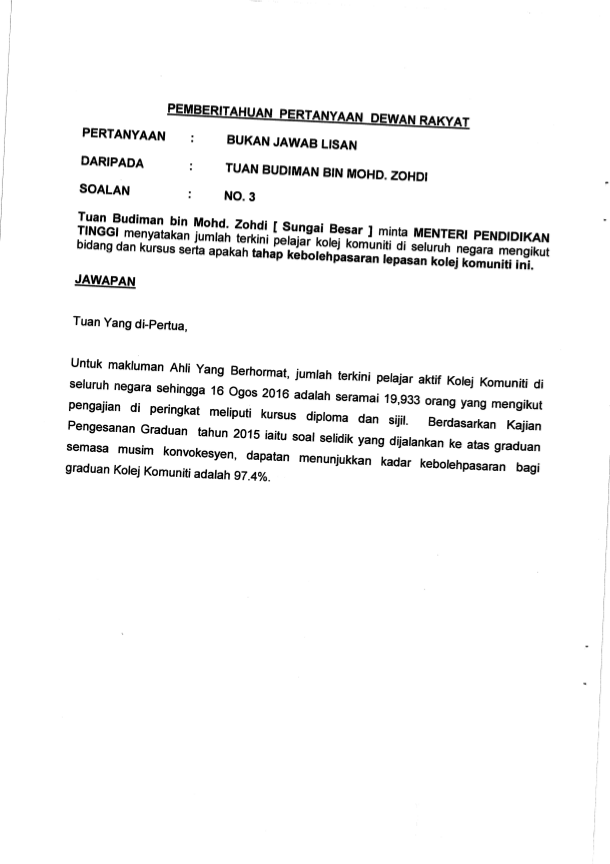 PEMBERITAHUAN PERTANYAAN DEWAN RAKYAT
PERTANYAAN : BUKAN JAWAB LISAN
DARIPADA : TUAN BUDIMAN BIN MOHD. ZOHDI
SOALAN : NO. 3
Tuan Budiman bin Mohd. Zohdi [ Sungai Besar ] minta MENTERI PENDIDIKAN
TINGGI menyatakan jumlah terkini pelajar kolej komuniti di seluruh negara mengikut
bidang dan kursus serta apakah tahap kebolehpasaran lepasan kolej komuniti ini.
JAWAPAN
Tuan Yang di-Pertua,
Untuk makluman Ahli Yang Berhormat, jumlah terkini pelajar aktif Kolej Komuniti di
seluruh negara sehingga 16 Ogos 2016 adalah seramai 19,933 orang yang mengikut
pengajian di peringkat meliputi kursus diploma dan sijil. Berdasarkan Kajian
Pengesanan Graduan tahun 2015 iaitu soal selidik yang dijalankan ke atas graduan
semasa musim konvokesyen, dapatan menunjukkan kadar kebolehpasaran bagi
graduan Kolej Komuniti adalah 97.4%.